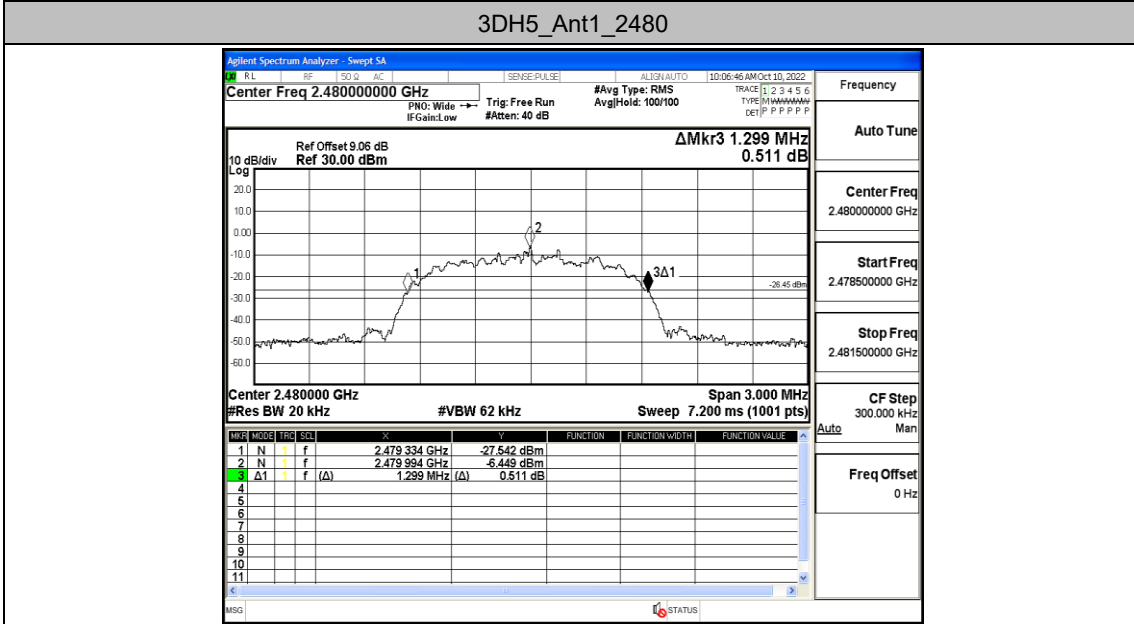 3DH5_Ant1_2480
Agilent Spectrum Analyzer - Swept SA
RL RF 50 Ω AC SENSE:PULSE ALIGN AUTO 10:06:46 AM Oct 10, 2022
Center Freq 2.480000000 GHz
#Avg Type: RMS
TRACE 1 2 3 4 5 6
PNO: Wide
Trig: Free Run
Avg|Hold: 100/100
TYPE M W W W W W
IFGain:Low
#Atten: 40 dB
DET P P P P P P
ΔMkr3 1.299 MHz
0.511 dB
Ref Offset 9.06 dB
10 dB/div Ref 30.00 dBm
Log
20.0
10.0
0.00
-10.0
-20.0
-30.0
-40.0
-50.0
-60.0
1
2
3Δ1
-26.45 dBm
Center 2.480000 GHz Span 3.000 MHz
#Res BW 20 kHz #VBW 62 kHz Sweep 7.200 ms (1001 pts)
MKR MODE TRC SCL X Y FUNCTION FUNCTION WIDTH FUNCTION VALUE
1 N 1 f 2.479 334 GHz -27.542 dBm
2 N 1 f 2.479 994 GHz -6.449 dBm
3 Δ1 1 f (Δ) 1.299 MHz (Δ) 0.511 dB
4
5
6
7
8
9
10
11
MSG STATUS
Frequency
Auto Tune
Center Freq
2.480000000 GHz
Start Freq
2.478500000 GHz
Stop Freq
2.481500000 GHz
CF Step
300.000 kHz
Auto Man
Freq Offset
0 Hz